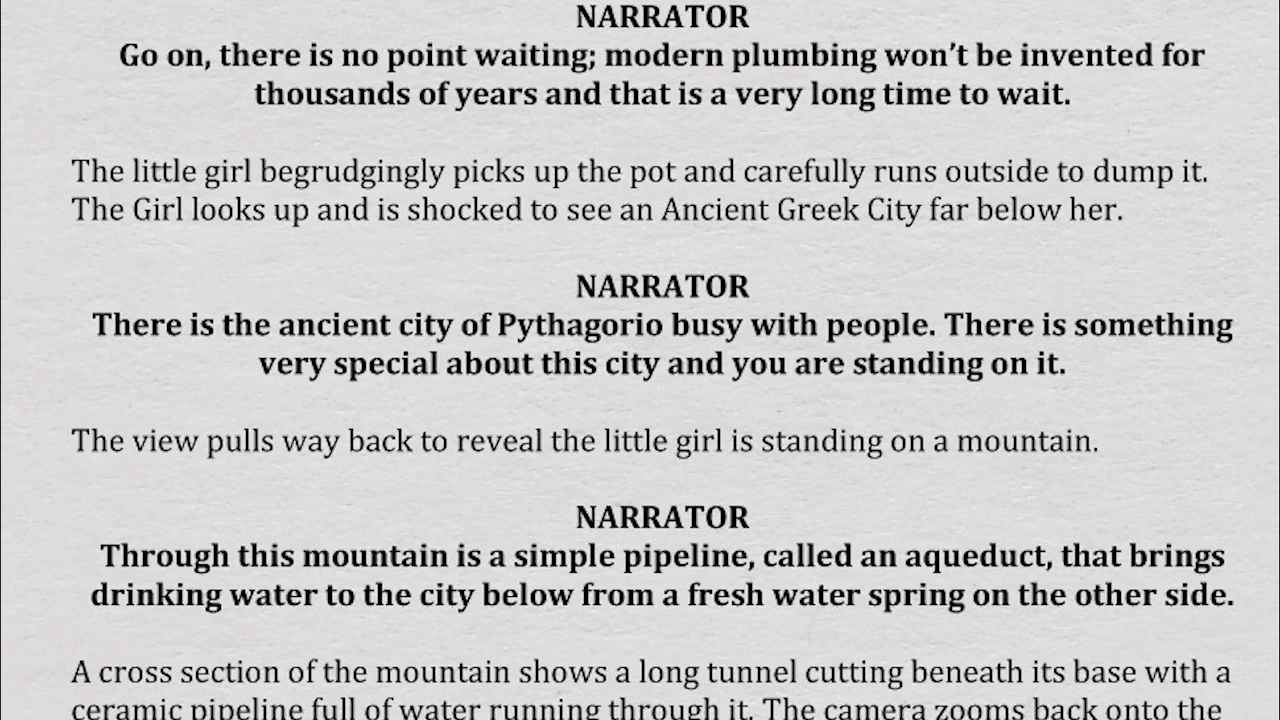 NARRATOR
Go on, there is no point waiting; modern plumbing won’t be invented for
thousands of years and that is a very long time to wait.
The little girl begrudgingly picks up the pot and carefully runs outside to dump it.
The Girl looks up and is shocked to see an Ancient Greek City far below her.
NARRATOR
There is the ancient city of Pythagorio busy with people. There is something
very special about this city and you are standing on it.
The view pulls way back to reveal the little girl is standing on a mountain.
NARRATOR
Through this mountain is a simple pipeline, called an aqueduct, that brings
drinking water to the city below from a fresh water spring on the other side.
A cross section of the mountain shows a long tunnel cutting beneath its base with a
ceramic pipeline full of water running through it. The camera zooms back onto the